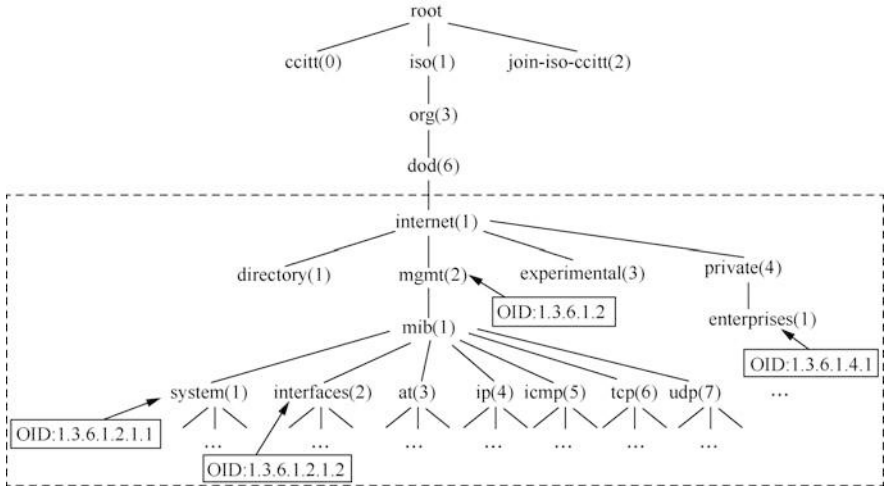 root
ccitt(0) iso(1) join-iso-ccitt(2)
org(3)
dod(6)
internet(1)
directory(1) mgmt(2) experimental(3) private(4)
OID:1.3.6.1.2
mib(1) enterprises(1)
OID:1.3.6.1.4.1
system(1) interfaces(2) at(3) ip(4) icmp(5) tcp(6) udp(7) ...
OID:1.3.6.1.2.1.1
... ... ... ... ... ... ...
OID:1.3.6.1.2.1.2